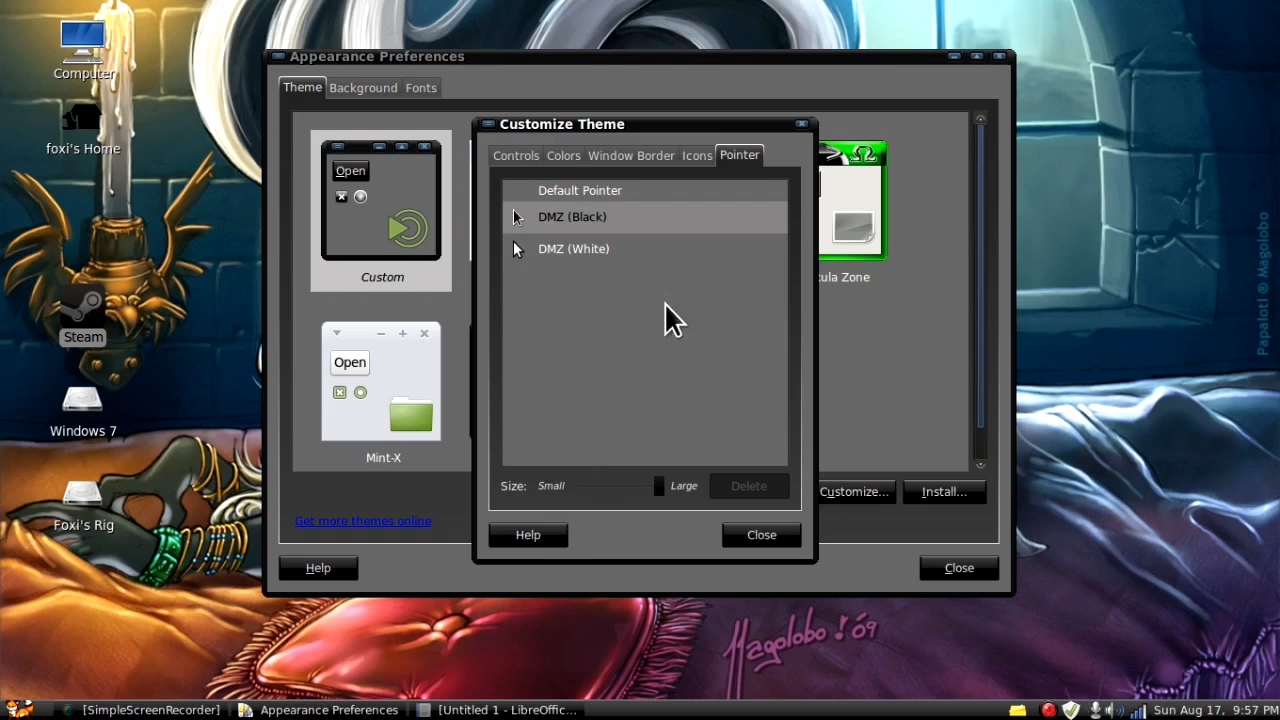 Computer
foxi's Home
Steam
Windows 7
Foxi's Rig
Appearance Preferences
Theme Background Fonts
Open
Custom
Open
Mint-X
Ω
ula Zone
Get more themes online
Customize... Install...
Help
Close
Customize Theme
Controls Colors Window Border Icons Pointer
Default Pointer
DMZ (Black)
DMZ (White)
Size: Small Large Delete
Help Close
Papalotl ® Magolobo
Magolobo ! '09
[SimpleScreenRecorder] Appearance Preferences [Untitled 1 - LibreOffic... Sun Aug 17, 9:57 PM